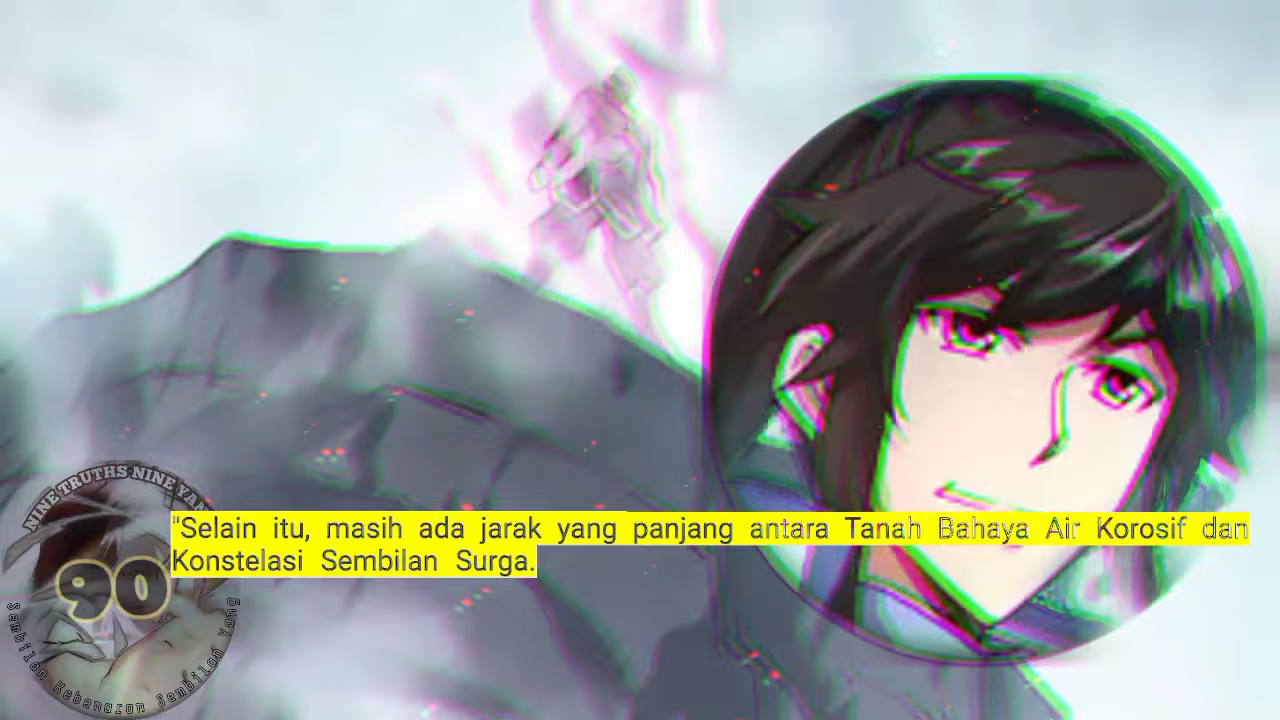 NINE TRUTHS NINE YAN
"Selain itu, masih ada jarak yang panjang antara Tanah Bahaya Air Korosif dan
Konstelasi Sembilan Surga.
90
Sembilan Kebenaran Sembilan Yang